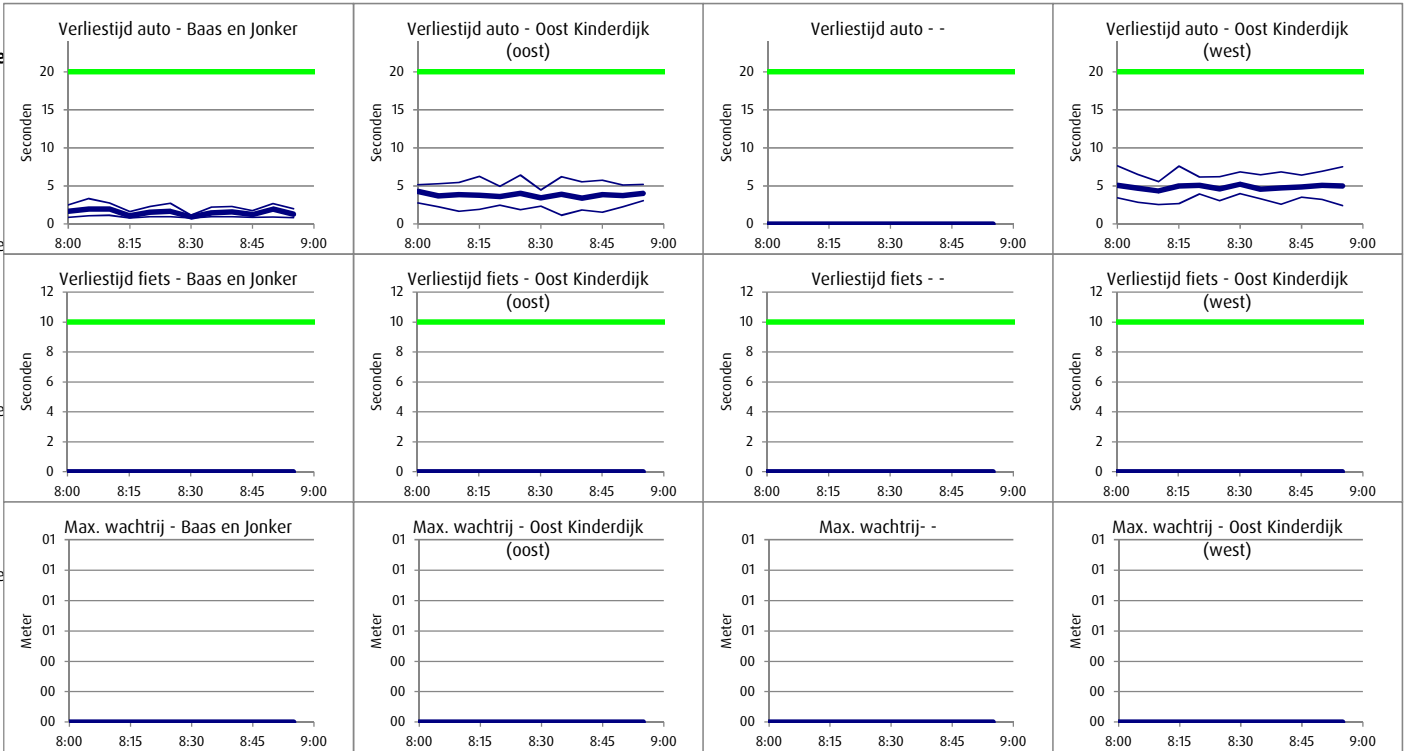 Verliestijd auto - Baas en Jonker
20
15
10
5
0
Seconden
8:00 8:15 8:30 8:45 9:00
Verliestijd auto - Oost Kinderdijk
(oost)
20
15
10
5
0
Seconden
8:00 8:15 8:30 8:45 9:00
Verliestijd auto - -
20
15
10
5
0
Seconden
8:00 8:15 8:30 8:45 9:00
Verliestijd auto - Oost Kinderdijk
(west)
20
15
10
5
0
Seconden
8:00 8:15 8:30 8:45 9:00
Verliestijd fiets - Baas en Jonker
12
10
8
6
4
2
0
Seconden
8:00 8:15 8:30 8:45 9:00
Verliestijd fiets - Oost Kinderdijk
(oost)
12
10
8
6
4
2
0
Seconden
8:00 8:15 8:30 8:45 9:00
Verliestijd fiets - -
12
10
8
6
4
2
0
Seconden
8:00 8:15 8:30 8:45 9:00
Verliestijd fiets - Oost Kinderdijk
(west)
12
10
8
6
4
2
0
Seconden
8:00 8:15 8:30 8:45 9:00
Max. wachtrij - Baas en Jonker
01
01
01
01
00
00
00
Meter
8:00 8:15 8:30 8:45 9:00
Max. wachtrij - Oost Kinderdijk
(oost)
01
01
01
01
00
00
00
Meter
8:00 8:15 8:30 8:45 9:00
Max. wachtrij- -
01
01
01
01
00
00
00
Meter
8:00 8:15 8:30 8:45 9:00
Max. wachtrij - Oost Kinderdijk
(west)
01
01
01
01
00
00
00
Meter
8:00 8:15 8:30 8:45 9:00